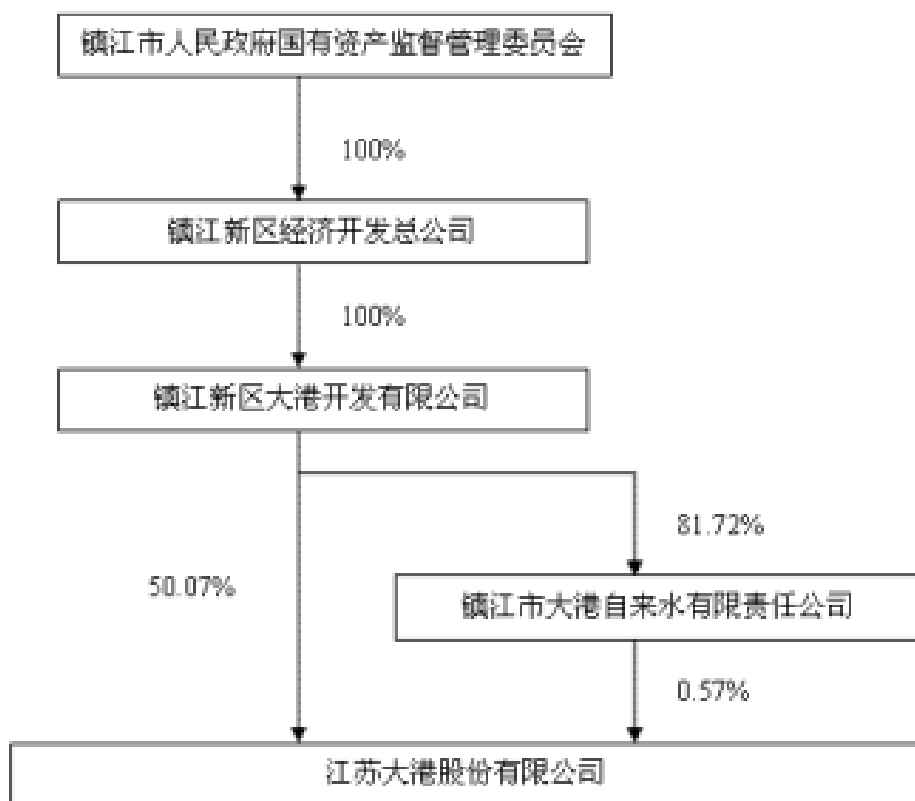 镇江市人民政府国有资产监督管理委员会
100%
镇江新区经济开发总公司
100%
镇江新区大港开发有限公司
81.72%
50.07%
镇江市大港自来水有限责任公司
0.57%
江苏大港股份有限公司